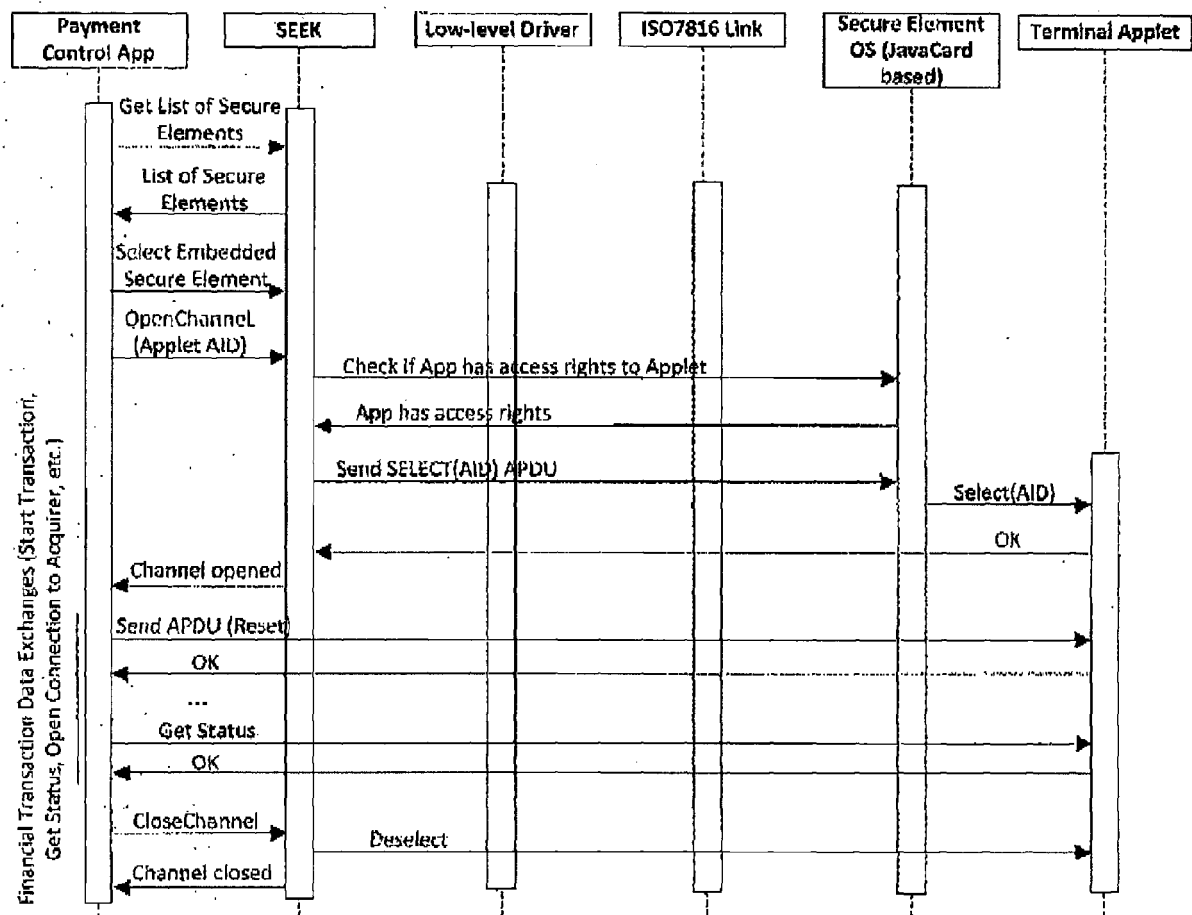 Payment
Control App
SEEK
Low-level Driver
ISO7816 Link
Secure Element
OS (JavaCard
based)
Terminal Applet
Get List of Secure
Elements
List of Secure
Elements
Select Embedded
Secure Element
OpenChannel
(Applet AID)
Check if App has access rights to Applet
App has access rights
Send SELECT(AID) APDU
Select(AID)
OK
Channel opened
Send APDU (Reset)
OK
...
Get Status
OK
CloseChannel
Deselect
Channel closed
Financial Transaction Data Exchanges (Start Transaction,
Get Status, Open Connection to Acquirer, etc.)